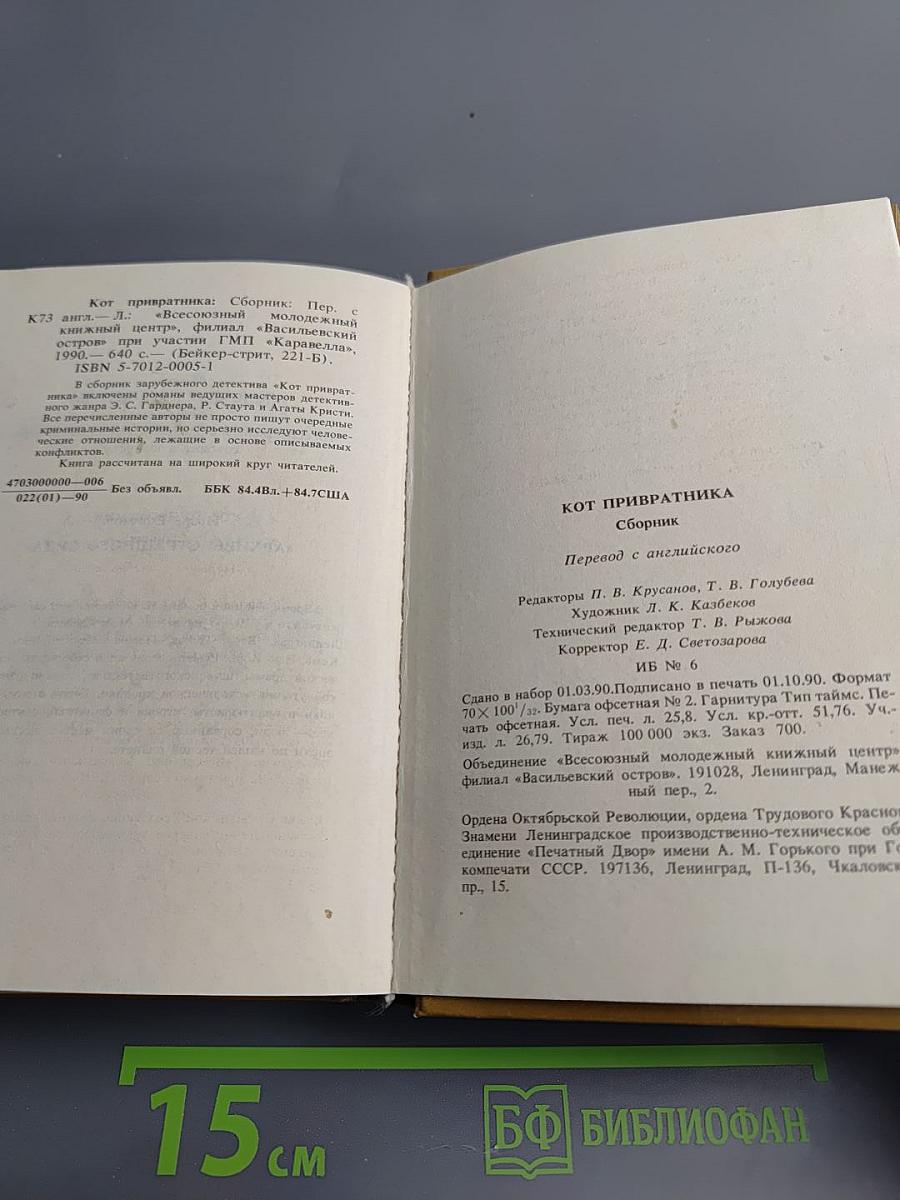 Кот привратника: Сборник: Пер. с
К73 англ.— Л.: «Всесоюзный молодежный
книжный центр», филиал «Васильевский
остров» при участии ГМП «Каравелла»,
1990.— 640 с.— (Бейкер-стрит, 221-Б).
ISBN 5-7012-0005-1
В сборник зарубежного детектива «Кот приврат-
ника» включены романы ведущих мастеров детектив-
ного жанра Э. С. Гарднера, Р. Стаута и Агаты Кристи.
Все перечисленные авторы не просто пишут очередные
криминальные истории, но серьезно исследуют челове-
ческие отношения, лежащие в основе описываемых
конфликтов.
Книга рассчитана на широкий круг читателей.
4703000000—006
022(01)—90
Без объявл. ББК 84.4Вл.+84.7США
КОТ ПРИВРАТНИКА
Сборник
Перевод с английского
Редакторы П. В. Крусанов, Т. В. Голубева
Художник Л. К. Казбеков
Технический редактор Т. В. Рыжова
Корректор Е. Д. Светозарова
ИБ № 6
Сдано в набор 01.03.90.Подписано в печать 01.10.90. Формат
70×100¹/₃₂. Бумага офсетная № 2. Гарнитура Тип таймс. Пе-
чать офсетная. Усл. печ. л. 25,8. Усл. кр.-отт. 51,76. Уч.-
изд. л. 26,79. Тираж 100 000 экз. Заказ 700.
Объединение «Всесоюзный молодежный книжный центр»
филиал «Васильевский остров». 191028, Ленинград, Манеж
ный пер., 2.
Ордена Октябрьской Революции, ордена Трудового Красно
Знамени Ленинградское производственно-техническое об
единение «Печатный Двор» имени А. М. Горького при Го
компечати СССР. 197136, Ленинград, П-136, Чкаловск
пр., 15.
15 см
БФ БИБЛИОФАН